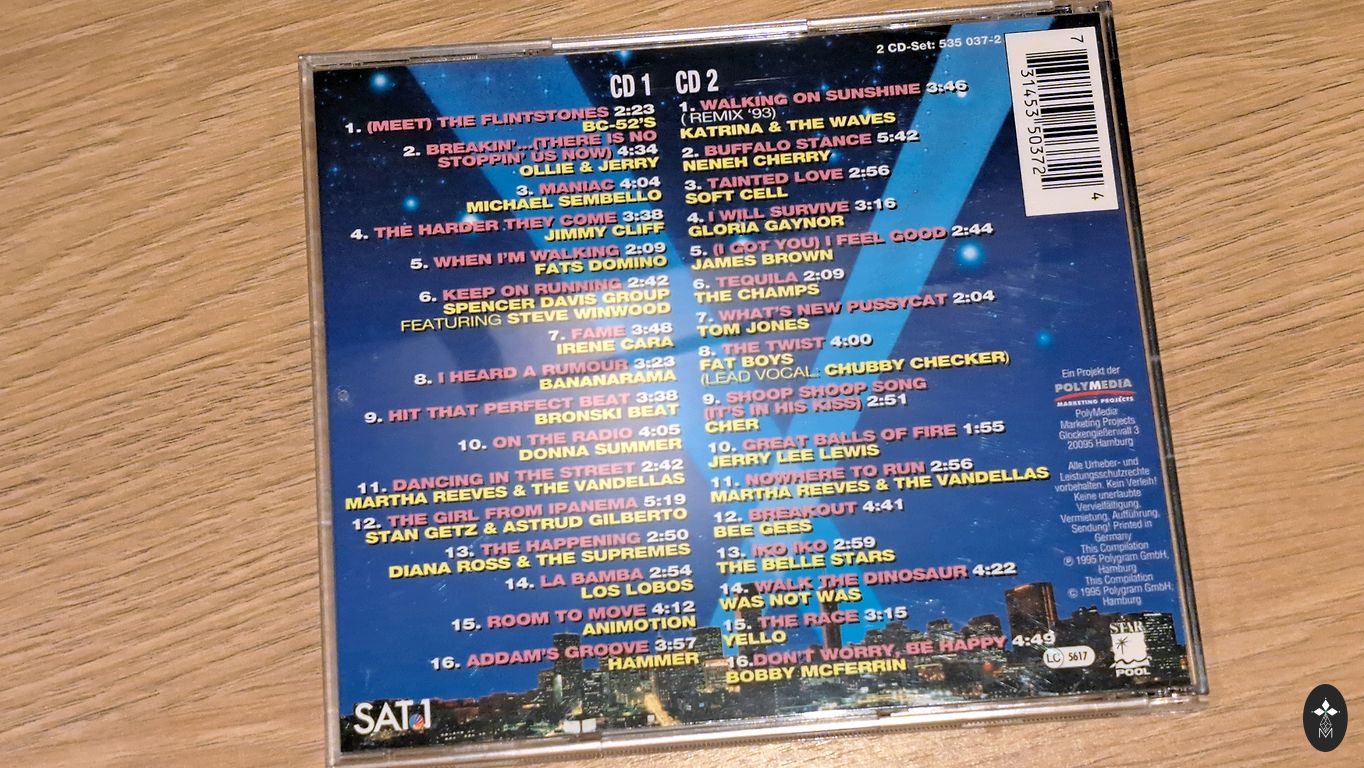 2 CD-Set: 535 037-2
7 31453 50372 4
CD 1
1. (MEET) THE FLINTSTONES 2:23
BC-52'S
2. BREAKIN'...(THERE IS NO
STOPPIN' US NOW) 4:34
OLLIE & JERRY
3. MANIAC 4:04
MICHAEL SEMBELLO
4. THE HARDER THEY COME 3:38
JIMMY CLIFF
5. WHEN I'M WALKING 2:09
FATS DOMINO
6. KEEP ON RUNNING 2:42
SPENCER DAVIS GROUP
FEATURING STEVE WINWOOD
7. FAME 3:48
IRENE CARA
8. I HEARD A RUMOUR 3:23
BANANARAMA
9. HIT THAT PERFECT BEAT 3:38
BRONSKI BEAT
10. ON THE RADIO 4:05
DONNA SUMMER
11. DANCING IN THE STREET 2:42
MARTHA REEVES & THE VANDELLAS
12. THE GIRL FROM IPANEMA 5:19
STAN GETZ & ASTRUD GILBERTO
13. THE HAPPENING 2:50
DIANA ROSS & THE SUPREMES
14. LA BAMBA 2:54
LOS LOBOS
15. ROOM TO MOVE 4:12
ANIMOTION
16. ADDAM'S GROOVE 3:57
HAMMER
CD 2
1. WALKING ON SUNSHINE 3:46
( REMIX '93)
KATRINA & THE WAVES
2. BUFFALO STANCE 5:42
NENEH CHERRY
3. TAINTED LOVE 2:56
SOFT CELL
4. I WILL SURVIVE 3:16
GLORIA GAYNOR
5. (I GOT YOU) I FEEL GOOD 2:44
JAMES BROWN
6. TEQUILA 2:09
THE CHAMPS
7. WHAT'S NEW PUSSYCAT 2:04
TOM JONES
8. THE TWIST 4:00
FAT BOYS
(LEAD VOCAL: CHUBBY CHECKER)
9. SHOOP SHOOP SONG
(IT'S IN HIS KISS) 2:51
CHER
10. GREAT BALLS OF FIRE 1:55
JERRY LEE LEWIS
11. NOWHERE TO RUN 2:56
MARTHA REEVES & THE VANDELLAS
12. BREAKOUT 4:41
BEE GEES
13. IKO IKO 2:59
THE BELLE STARS
14. WALK THE DINOSAUR 4:22
WAS NOT WAS
15. THE RACE 3:15
YELLO
16.DON'T WORRY, BE HAPPY 4:49
BOBBY MCFERRIN
Ein Projekt der
POLYMEDIA
MARKETING PROJECTS
PolyMedia
Marketing Projects
Glockengießerwall 3
20095 Hamburg
Alle Urheber- und
Leistungsschutzrechte
vorbehalten. Kein Verleih!
Keine unerlaubte
Vervielfältigung,
Vermietung, Aufführung,
Sendung! Printed in
Germany
This Compilation
℗ 1995 Polygram GmbH,
Hamburg
This Compilation
© 1995 Polygram GmbH,
Hamburg
LC 5617
STAR
POOL
SAT.1
M